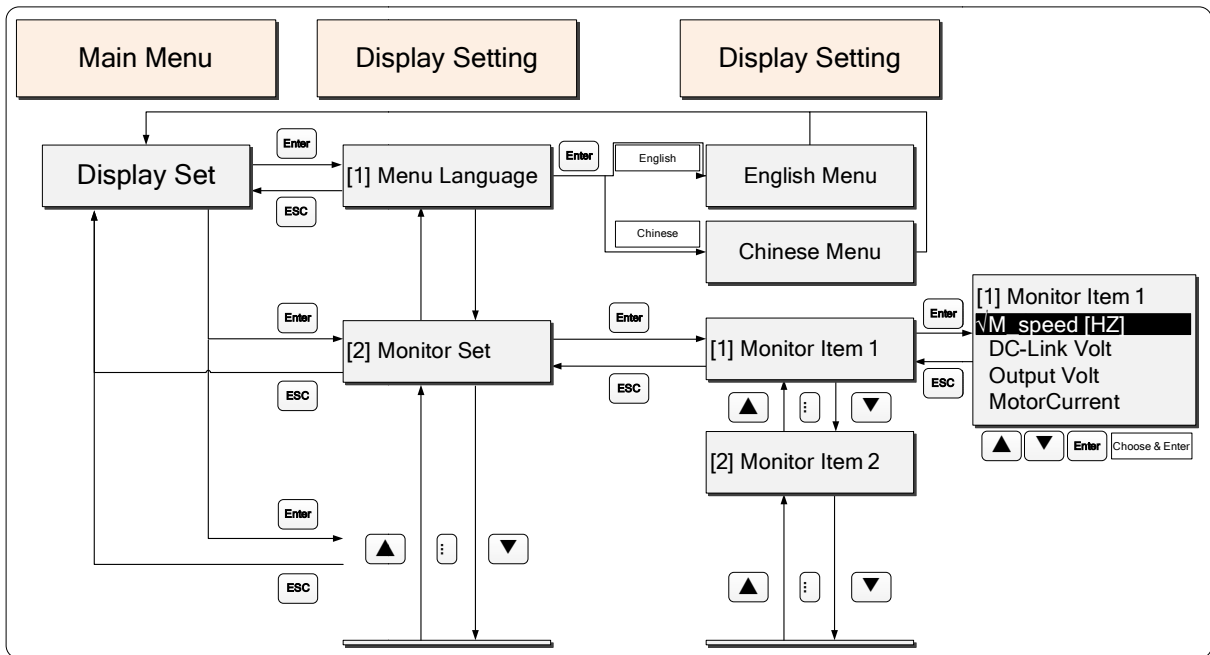 Main Menu
Display Setting
Display Setting
Enter
Enter
English
Display Set
[1] Menu Language
English Menu
ESC
Chinese
Chinese Menu
Enter
Enter
Enter
[1] Monitor Item 1
√M_speed [HZ]
DC-Link Volt
Output Volt
MotorCurrent
[2] Monitor Set
[1] Monitor Item 1
ESC
ESC
ESC
▲ ⋮ ▼
▲ ▼ Enter Choose & Enter
[2] Monitor Item 2
Enter
▲ ⋮ ▼
ESC
▲ ⋮ ▼